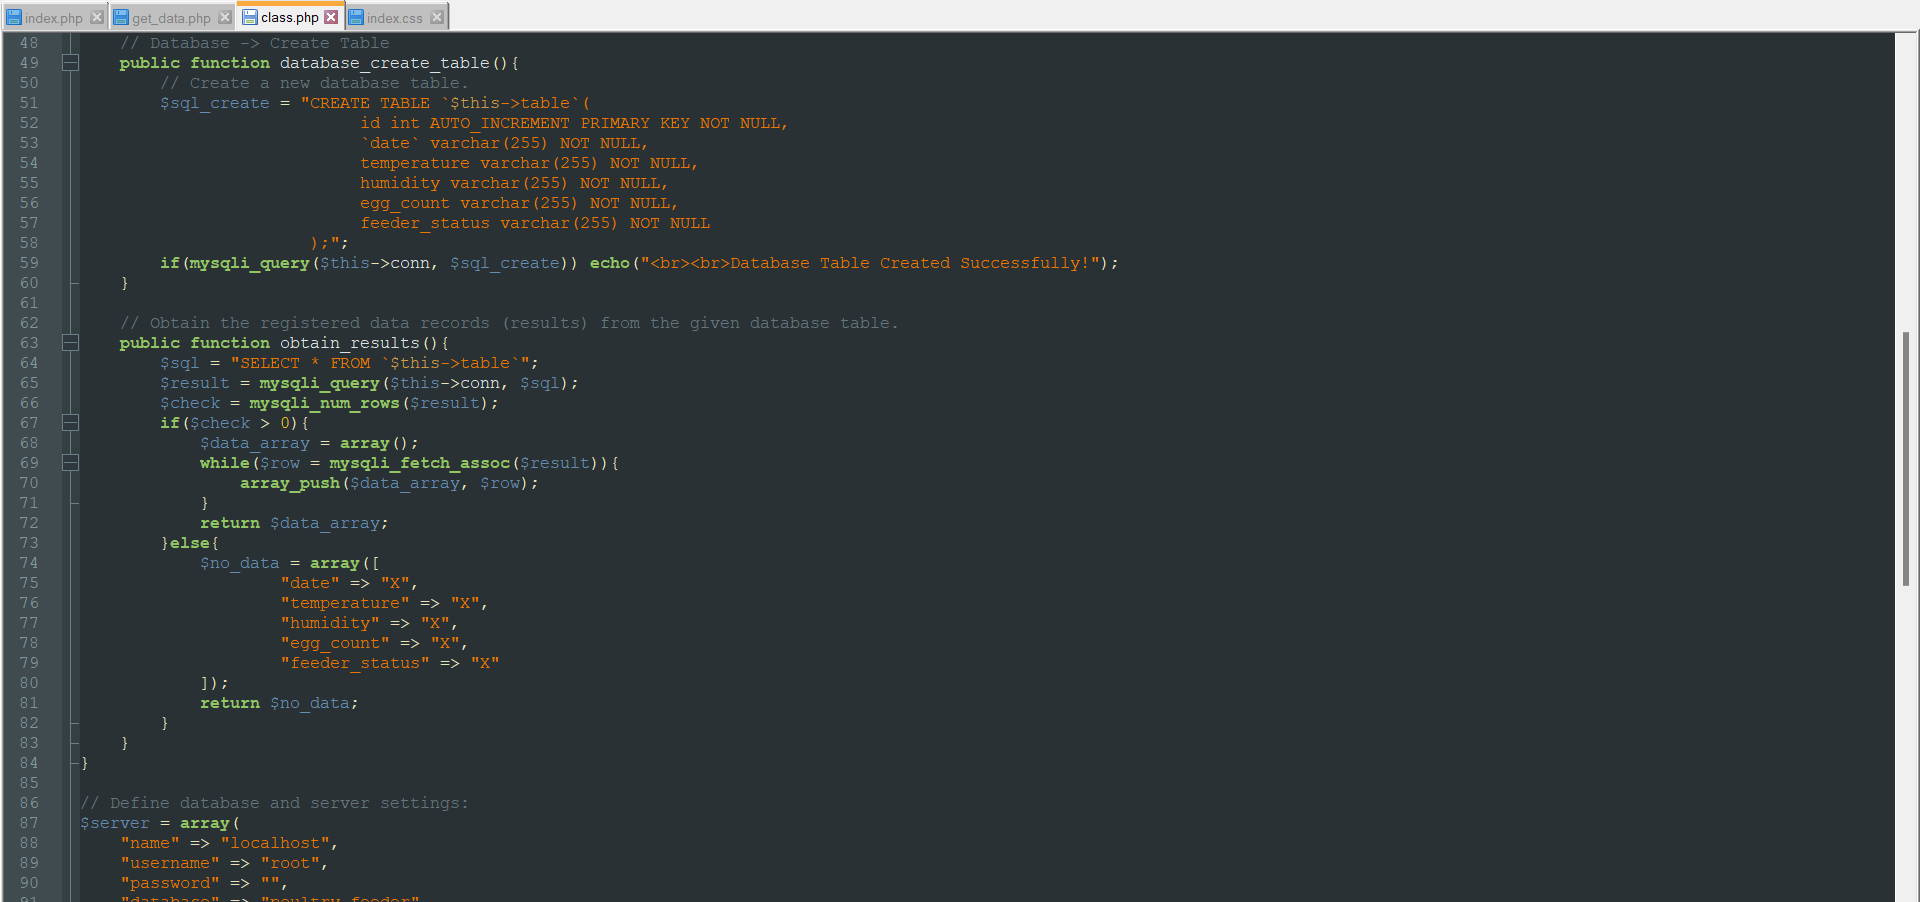 index.php get_data.php class.php index.css
48 // Database -> Create Table
49 public function database_create_table(){
50 // Create a new database table.
51 $sql_create = "CREATE TABLE `$this->table`(
52 id int AUTO_INCREMENT PRIMARY KEY NOT NULL,
53 `date` varchar(255) NOT NULL,
54 temperature varchar(255) NOT NULL,
55 humidity varchar(255) NOT NULL,
56 egg_count varchar(255) NOT NULL,
57 feeder_status varchar(255) NOT NULL
58 );";
59 if(mysqli_query($this->conn, $sql_create)) echo("<br><br>Database Table Created Successfully!");
60 }
61
62 // Obtain the registered data records (results) from the given database table.
63 public function obtain_results(){
64 $sql = "SELECT * FROM `$this->table`";
65 $result = mysqli_query($this->conn, $sql);
66 $check = mysqli_num_rows($result);
67 if($check > 0){
68 $data_array = array();
69 while($row = mysqli_fetch_assoc($result)){
70 array_push($data_array, $row);
71 }
72 return $data_array;
73 }else{
74 $no_data = array([
75 "date" => "X",
76 "temperature" => "X",
77 "humidity" => "X",
78 "egg_count" => "X",
79 "feeder_status" => "X"
80 ]);
81 return $no_data;
82 }
83 }
84 }
85
86 // Define database and server settings:
87 $server = array(
88 "name" => "localhost",
89 "username" => "root",
90 "password" => "",
91 "database" => "poultry_feeder"